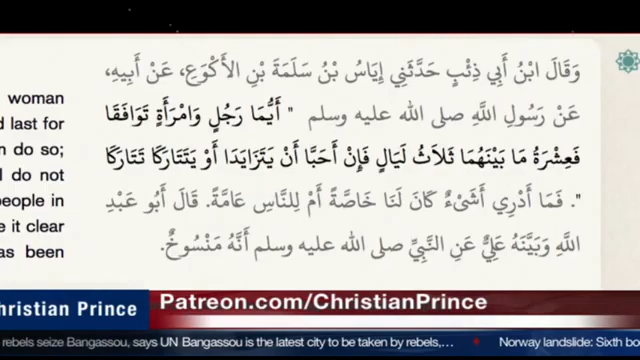 وَقَالَ ابْنُ أَبِي ذِئْبٍ حَدَّثَنِي إِيَاسُ بْنُ سَلَمَةَ بْنِ الأَكْوَعِ، عَنْ أَبِيهِ،
عَنْ رَسُولِ اللَّهِ صلى الله عليه وسلم " أَيُّمَا رَجُلٍ وَامْرَأَةٍ تَوَافَقَا
فَعِشْرَةُ مَا بَيْنَهُمَا ثَلاَثُ لَيَالٍ فَإِنْ أَحَبَّا أَنْ يَتَزَايَدَا أَوْ يَتَتَارَكَا تَتَارَكَا
". فَمَا أَدْرِي أَشَىْءٌ كَانَ لَنَا خَاصَّةً أَمْ لِلنَّاسِ عَامَّةً. قَالَ أَبُو عَبْدِ
اللَّهِ وَبَيَّنَهُ عَلِيٌّ عَنِ النَّبِيِّ صلى الله عليه وسلم أَنَّهُ مَنْسُوخٌ.
woman
last for
do so;
do not
people in
it clear
been
hristian Prince
Patreon.com/ChristianPrince
rebels seize Bangassou, says UN Bangassou is the latest city to be taken by rebels,... Norway landslide: Sixth bo